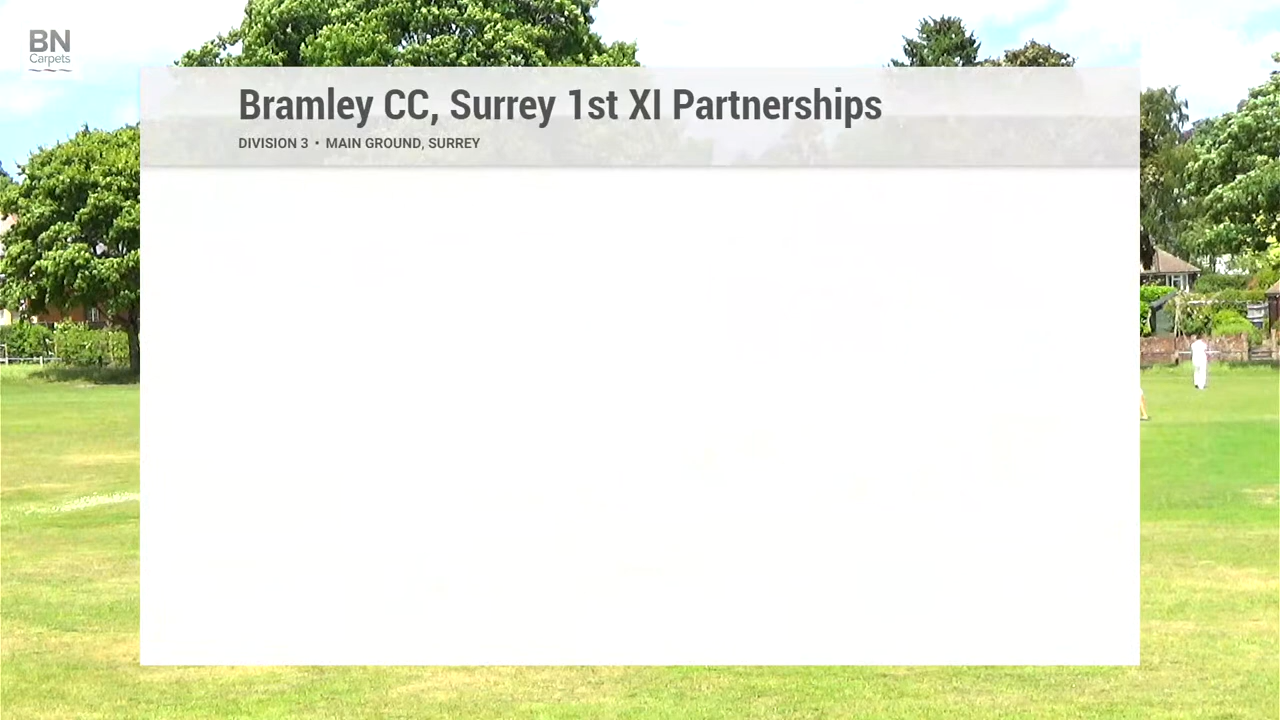 BN
Carpets
Bramley CC, Surrey 1st XI Partnerships
DIVISION 3 • MAIN GROUND, SURREY